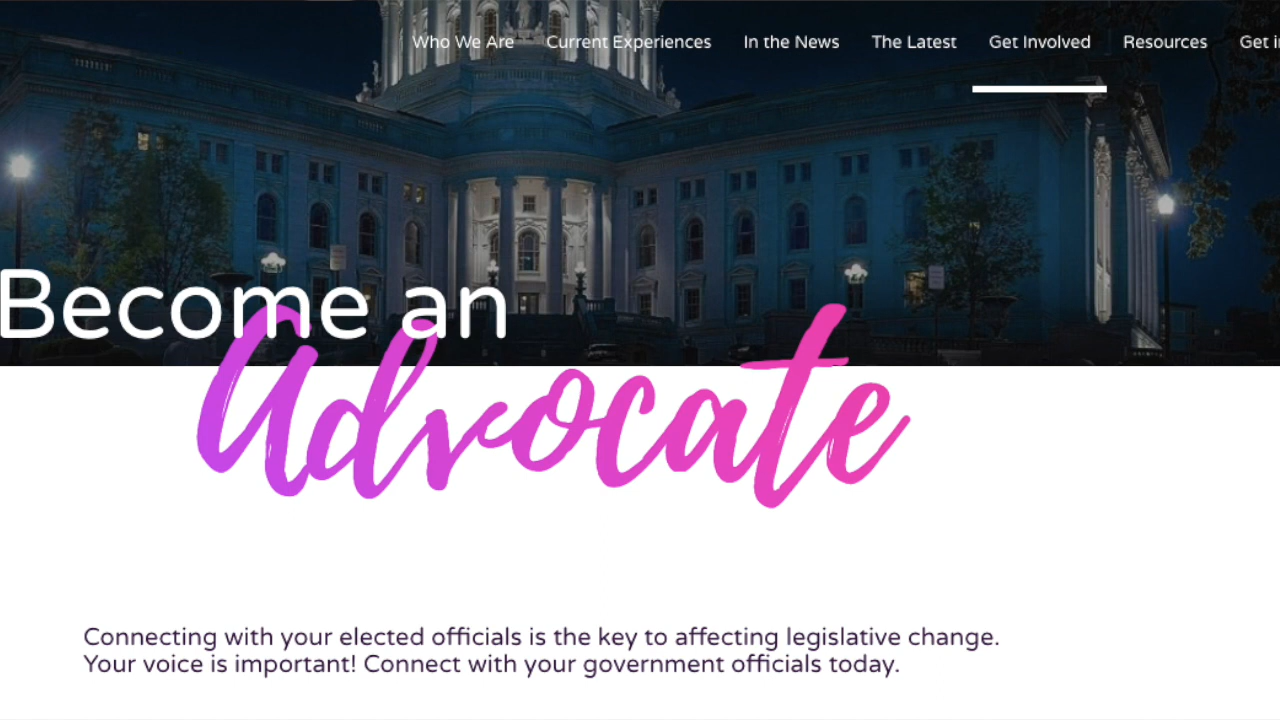 Who We Are Current Experiences In the News The Latest Get Involved Resources Get
Become an
Advocate
Connecting with your elected officials is the key to affecting legislative change.
Your voice is important! Connect with your government officials today.